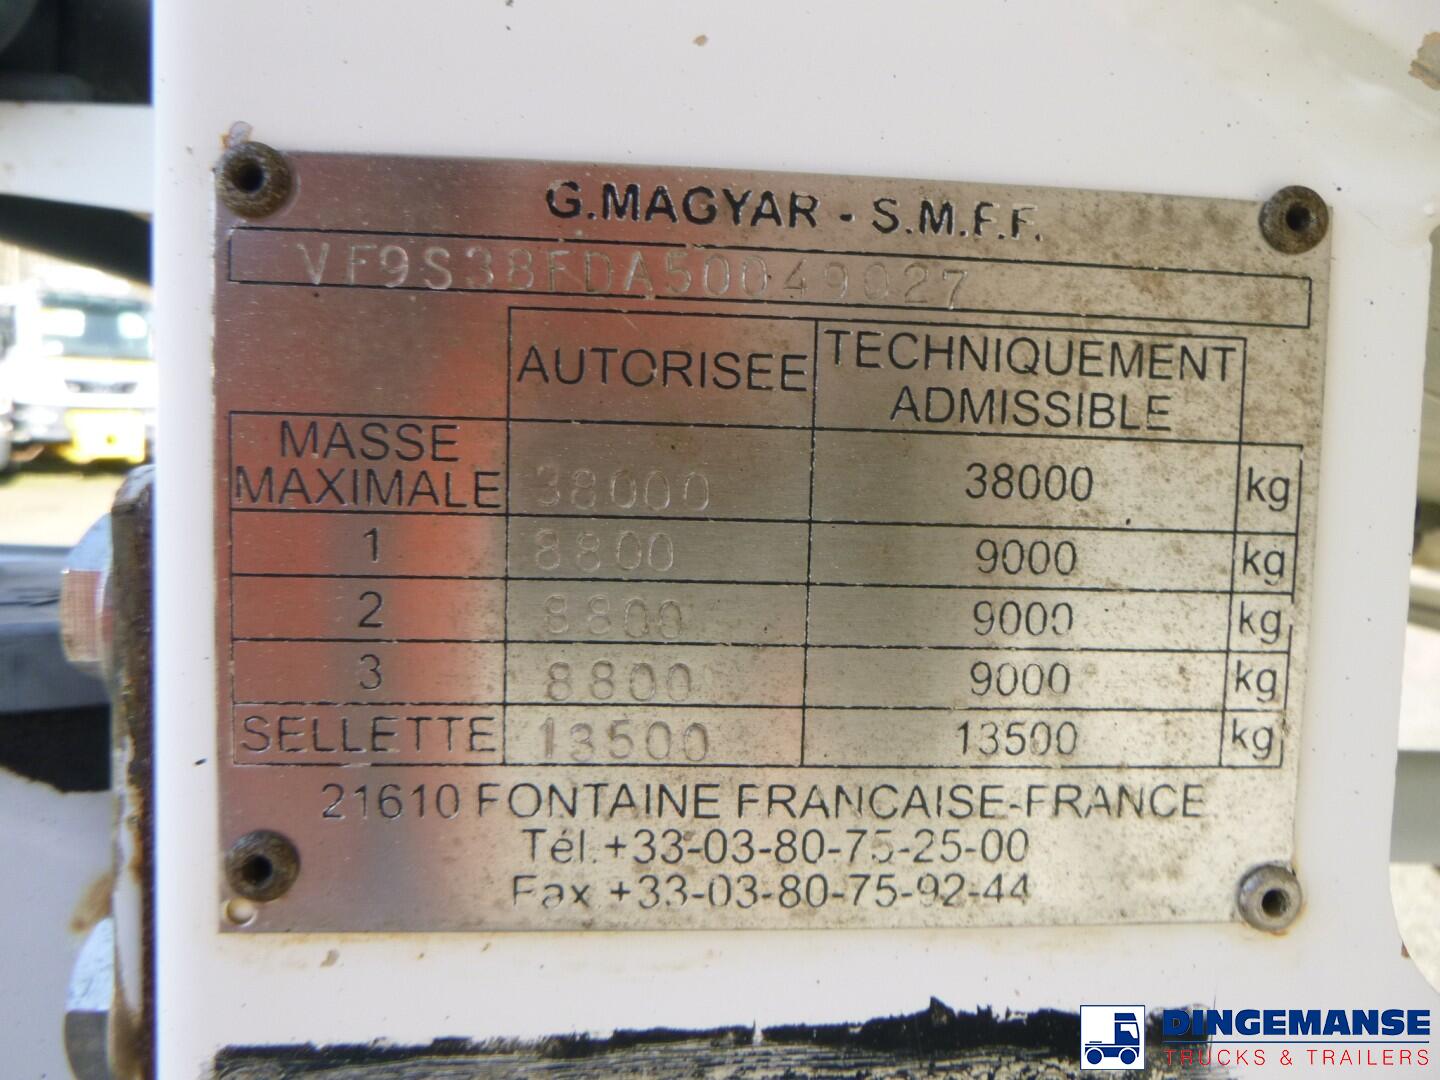 G.MAGYAR - S.M.F.F.
VF9S38FDA50049027
AUTORISEE TECHNIQUEMENT ADMISSIBLE
MASSE MAXIMALE 38000 38000 kg
1 8800 9000 kg
2 8800 9000 kg
3 8800 9000 kg
SELLETTE 13500 13500 kg
21610 FONTAINE FRANCAISE-FRANCE
Tél.+33-03-80-75-25-00
Fax +33-03-80-75-92-44
DINGEMANSE
TRUCKS & TRAILERS